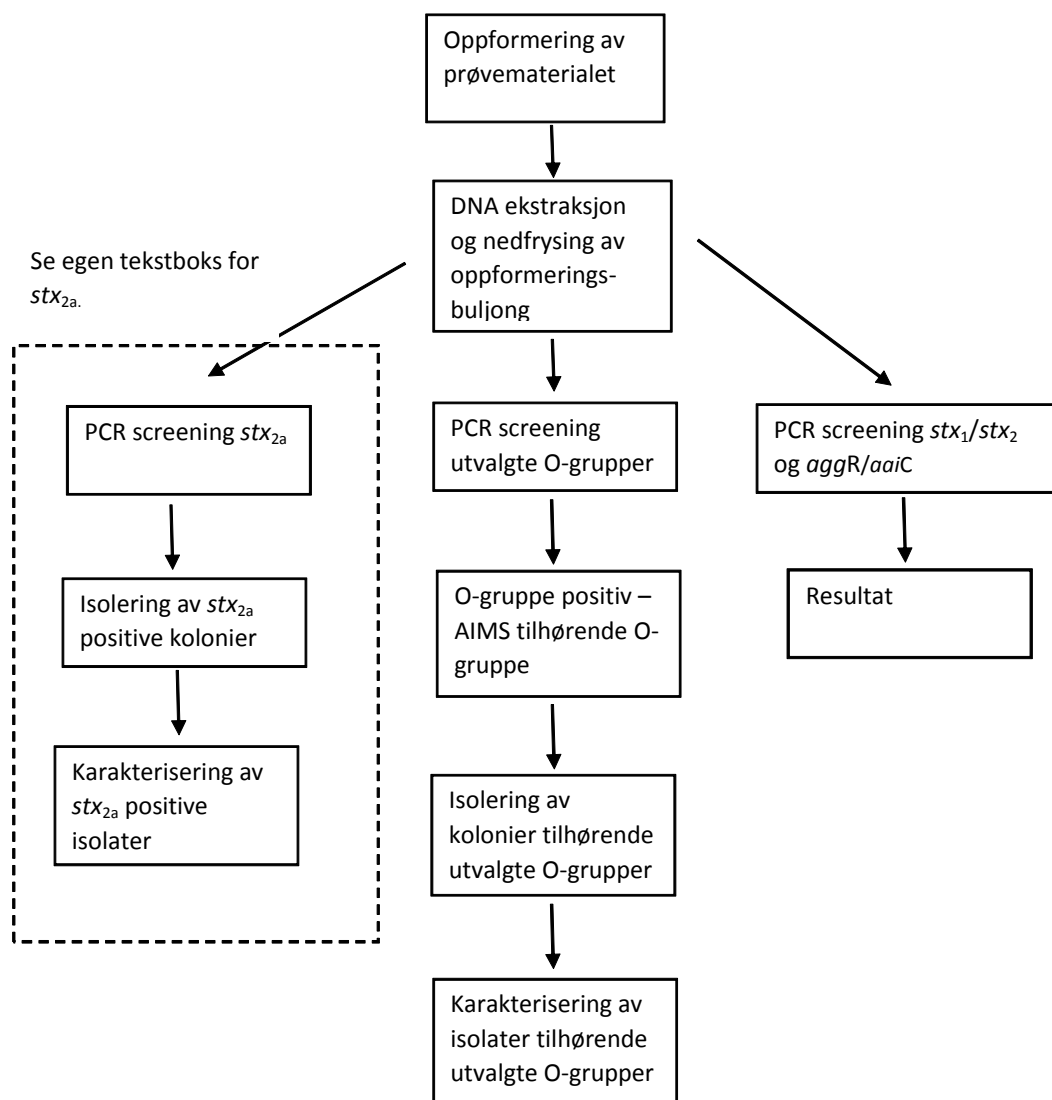 Oppformering av
prøvematerialet
DNA ekstraksjon
og nedfrysing av
oppformerings-
buljong
Se egen tekstboks for
stx2a.
PCR screening stx2a
Isolering av stx2a
positive kolonier
Karakterisering av
stx2a positive
isolater
PCR screening
utvalgte O-grupper
O-gruppe positiv –
AIMS tilhørende O-
gruppe
Isolering av
kolonier tilhørende
utvalgte O-grupper
Karakterisering av
isolater tilhørende
utvalgte O-grupper
PCR screening stx1/stx2
og aggR/aaiC
Resultat